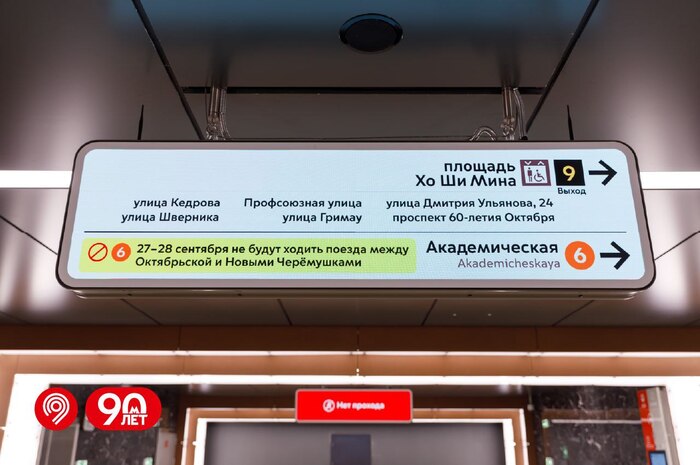 площадь
Хо Ши Мина
9
Выход
улица Кедрова
улица Шверника
Профсоюзная улица
улица Гримау
улица Дмитрия Ульянова, 24
проспект 60-летия Октября
6 27–28 сентября не будут ходить поезда между
Октябрьской и Новыми Черёмушками
Академическая
Akademicheskaya
6
Нет прохода
90 М
ЛЕТ